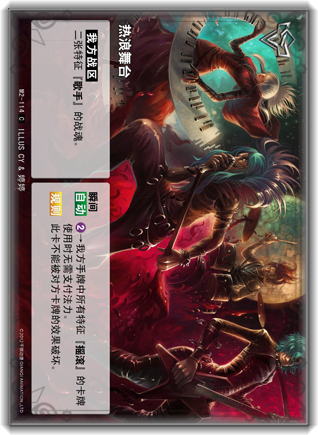 热浪舞台
我方战区
二张特征『歌手』的战魂。
瞬间
自动 ❷→我方手牌中所有特征『摇滚』的卡牌
使用时无需支付法力。
规则 此卡不能被对方卡牌的效果破坏。
M2-114 C ILLUS CY & 婷婷